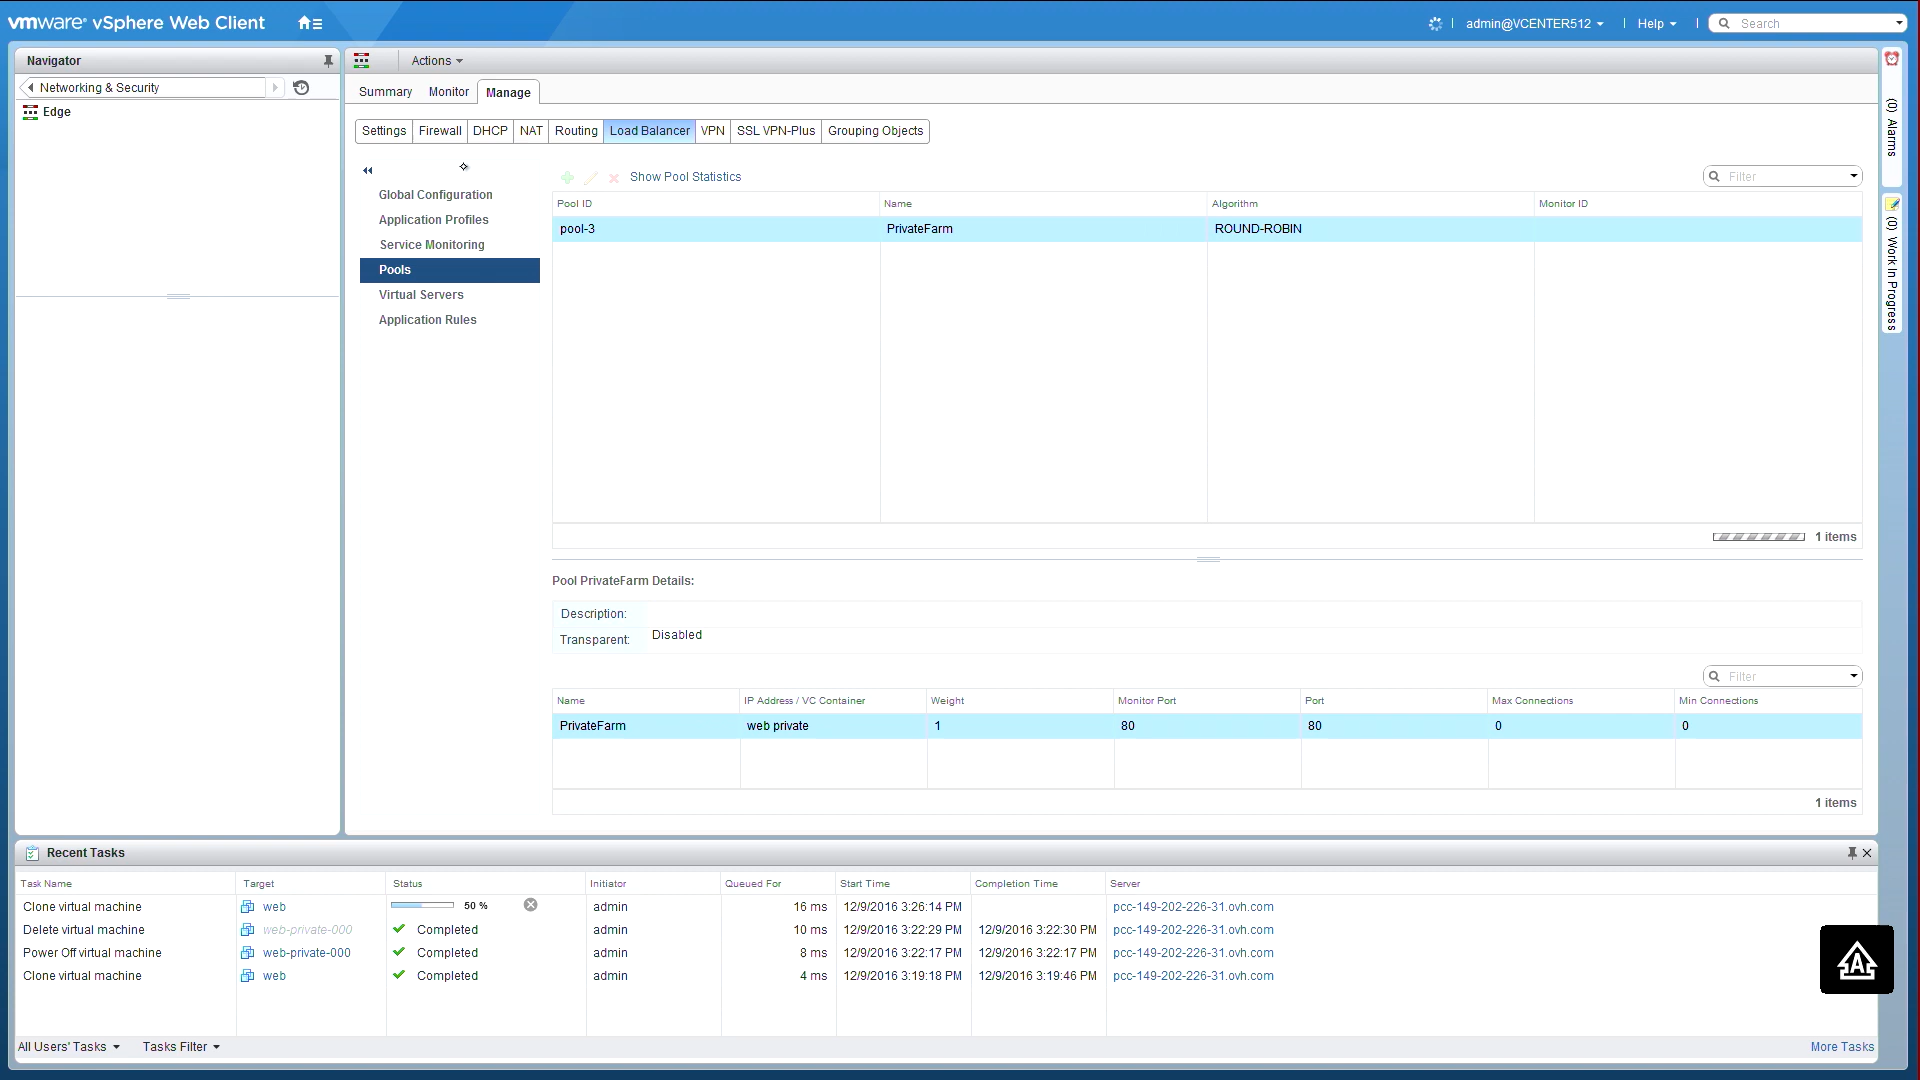 vmware vSphere Web Client
admin@VCENTER512
Help
Search
Navigator
Networking & Security
Edge
Actions
Summary Monitor Manage
Settings Firewall DHCP NAT Routing Load Balancer VPN SSL VPN-Plus Grouping Objects
Global Configuration
Application Profiles
Service Monitoring
Pools
Virtual Servers
Application Rules
Show Pool Statistics
Filter
Pool ID Name Algorithm Monitor ID
pool-3 PrivateFarm ROUND-ROBIN
1 items
Pool PrivateFarm Details:
Description:
Transparent: Disabled
Filter
Name IP Address / VC Container Weight Monitor Port Port Max Connections Min Connections
PrivateFarm web private 1 80 80 0 0
1 items
(0) Alarms
(0) Work In Progress
Recent Tasks
Task Name Target Status Initiator Queued For Start Time Completion Time Server
Clone virtual machine web 50 % admin 16 ms 12/9/2016 3:26:14 PM pcc-149-202-226-31.ovh.com
Delete virtual machine web-private-000 Completed admin 10 ms 12/9/2016 3:22:29 PM 12/9/2016 3:22:30 PM pcc-149-202-226-31.ovh.com
Power Off virtual machine web-private-000 Completed admin 8 ms 12/9/2016 3:22:17 PM 12/9/2016 3:22:17 PM pcc-149-202-226-31.ovh.com
Clone virtual machine web Completed admin 4 ms 12/9/2016 3:19:18 PM 12/9/2016 3:19:46 PM pcc-149-202-226-31.ovh.com
All Users' Tasks Tasks Filter More Tasks
A